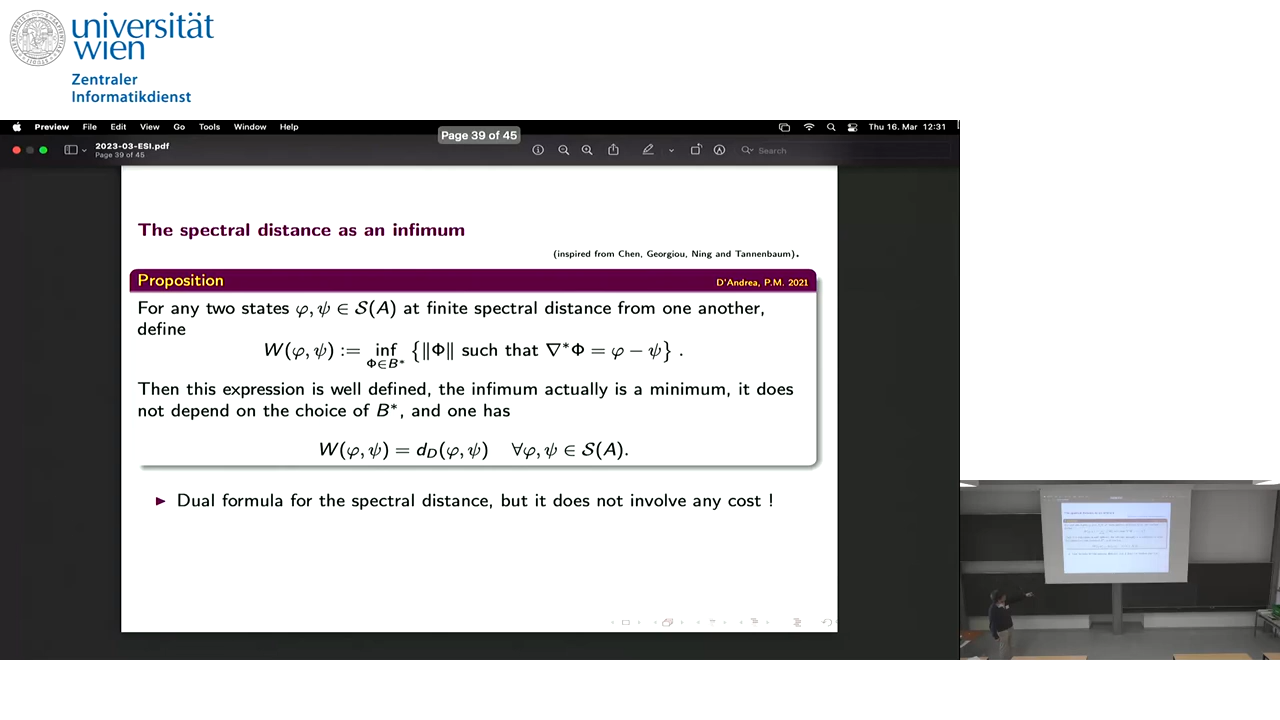 universität
wien
Zentraler
Informatikdienst
Preview File Edit View Go Tools Window Help
Page 39 of 45
Thu 16. Mar 12:31
2023-03-ESI.pdf
Page 39 of 45
Search
The spectral distance as an infimum
(inspired from Chen, Georgiou, Ning and Tannenbaum).
Proposition D'Andrea, P.M. 2021
For any two states φ, ψ ∈ S(A) at finite spectral distance from one another,
define
W(φ, ψ) := inf {‖Φ‖ such that ∇*Φ = φ − ψ} .
Φ∈B*
Then this expression is well defined, the infimum actually is a minimum, it does
not depend on the choice of B*, and one has
W(φ, ψ) = d_D(φ, ψ) ∀φ, ψ ∈ S(A).
► Dual formula for the spectral distance, but it does not involve any cost !